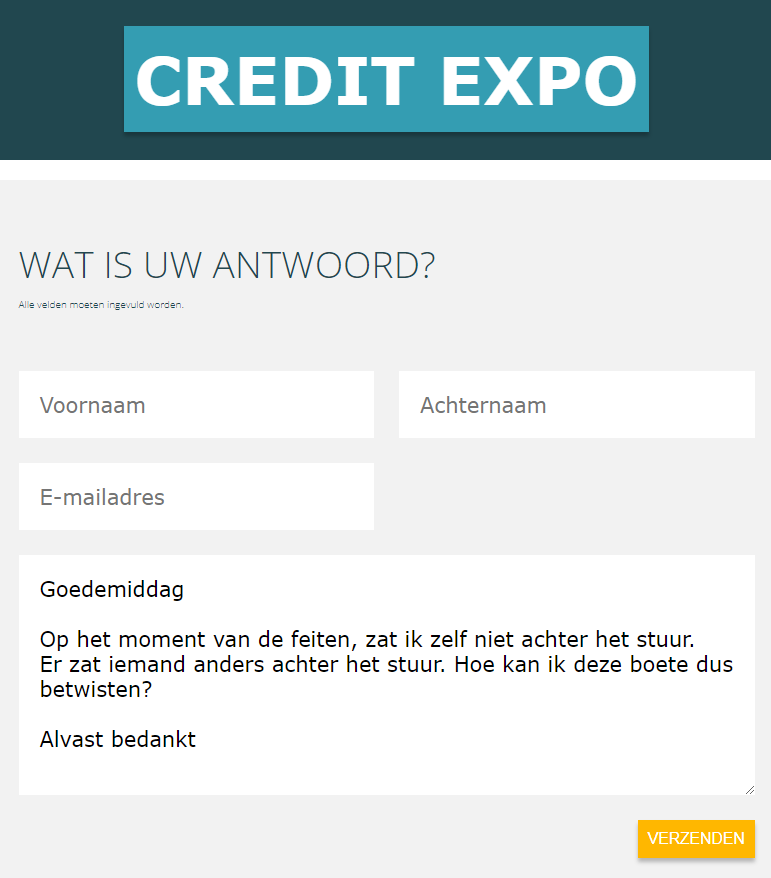 CREDIT EXPO
WAT IS UW ANTWOORD?
Alle velden moeten ingevuld worden.
Voornaam
Achternaam
E-mailadres
Goedemiddag
Op het moment van de feiten, zat ik zelf niet achter het stuur.
Er zat iemand anders achter het stuur. Hoe kan ik deze boete dus
betwisten?
Alvast bedankt
VERZENDEN